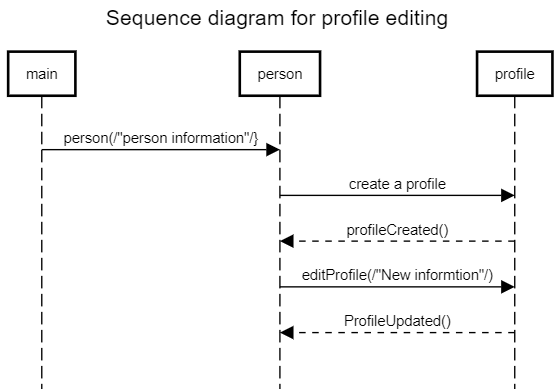 Sequence diagram for profile editing
main
person
profile
person(/"person information"/}
create a profile
profileCreated()
editProfile(/"New informtion"/)
ProfileUpdated()